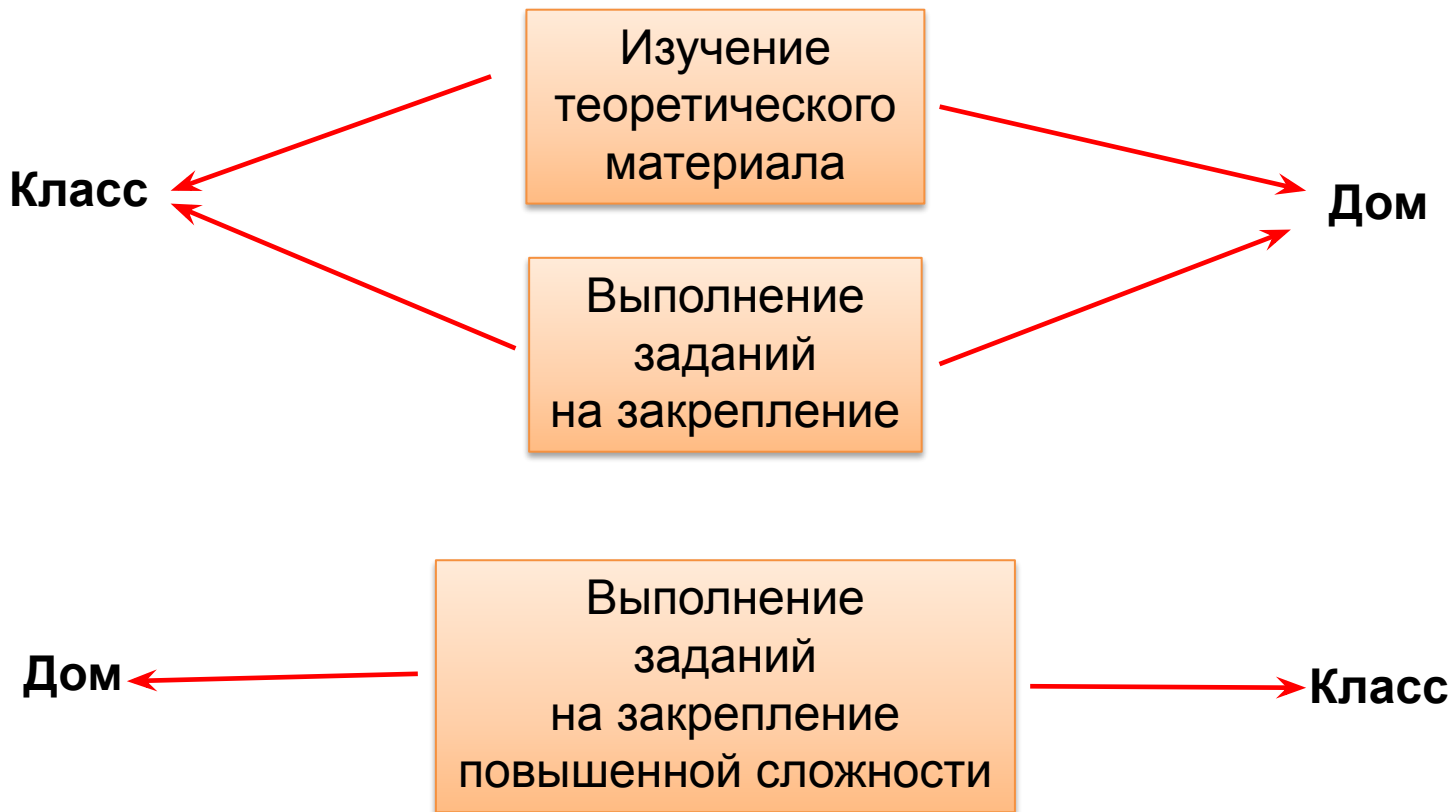 Изучение
теоретического
материала
Класс
Дом
Выполнение
заданий
на закрепление
Выполнение
заданий
на закрепление
повышенной сложности
Дом
Класс